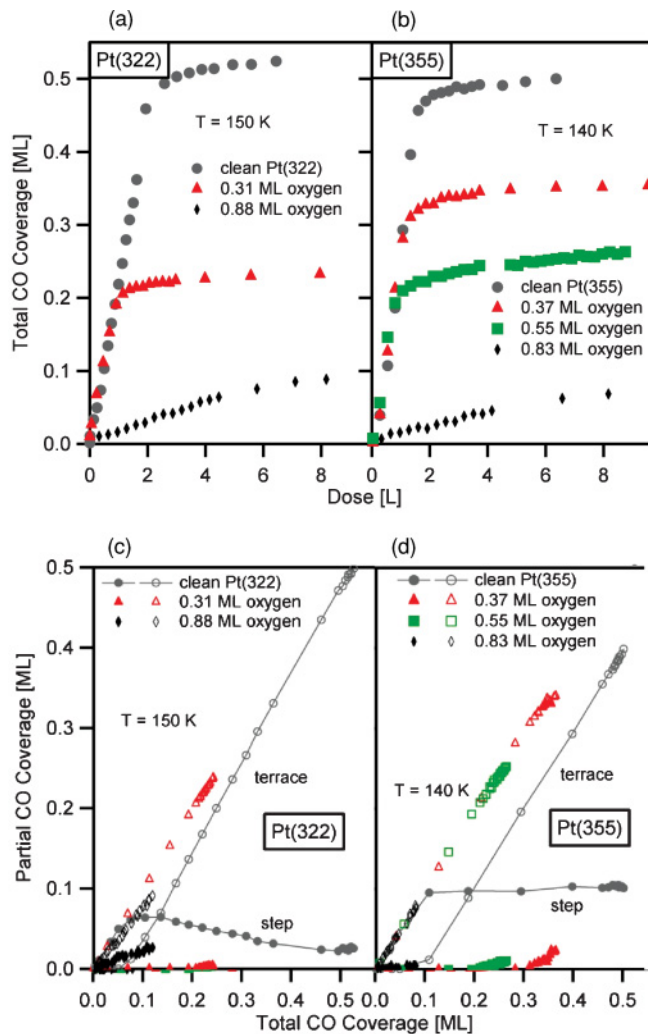 (a)
(b)
Pt(322)
Pt(355)
0.5
0.4
0.3
0.2
0.1
0.0
Total CO Coverage [ML]
T = 150 K
T = 140 K
clean Pt(322)
0.31 ML oxygen
0.88 ML oxygen
clean Pt(355)
0.37 ML oxygen
0.55 ML oxygen
0.83 ML oxygen
0 2 4 6 8 0 2 4 6 8
Dose [L]
(c)
(d)
0.5
0.4
0.3
0.2
0.1
0.0
Partial CO Coverage [ML]
clean Pt(322)
0.31 ML oxygen
0.88 ML oxygen
T = 150 K
terrace
Pt(322)
step
clean Pt(355)
0.37 ML oxygen
0.55 ML oxygen
0.83 ML oxygen
T = 140 K
terrace
Pt(355)
step
0.0 0.1 0.2 0.3 0.4 0.5 0.0 0.1 0.2 0.3 0.4 0.5
Total CO Coverage [ML]